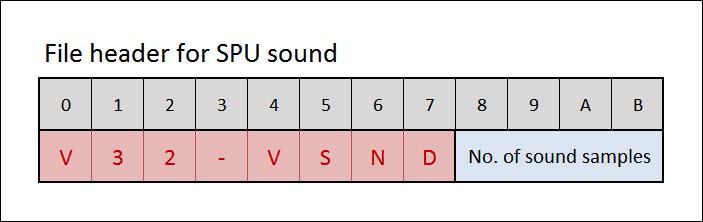 File header for SPU sound
0 1 2 3 4 5 6 7 8 9 A B
V 3 2 - V S N D No. of sound samples